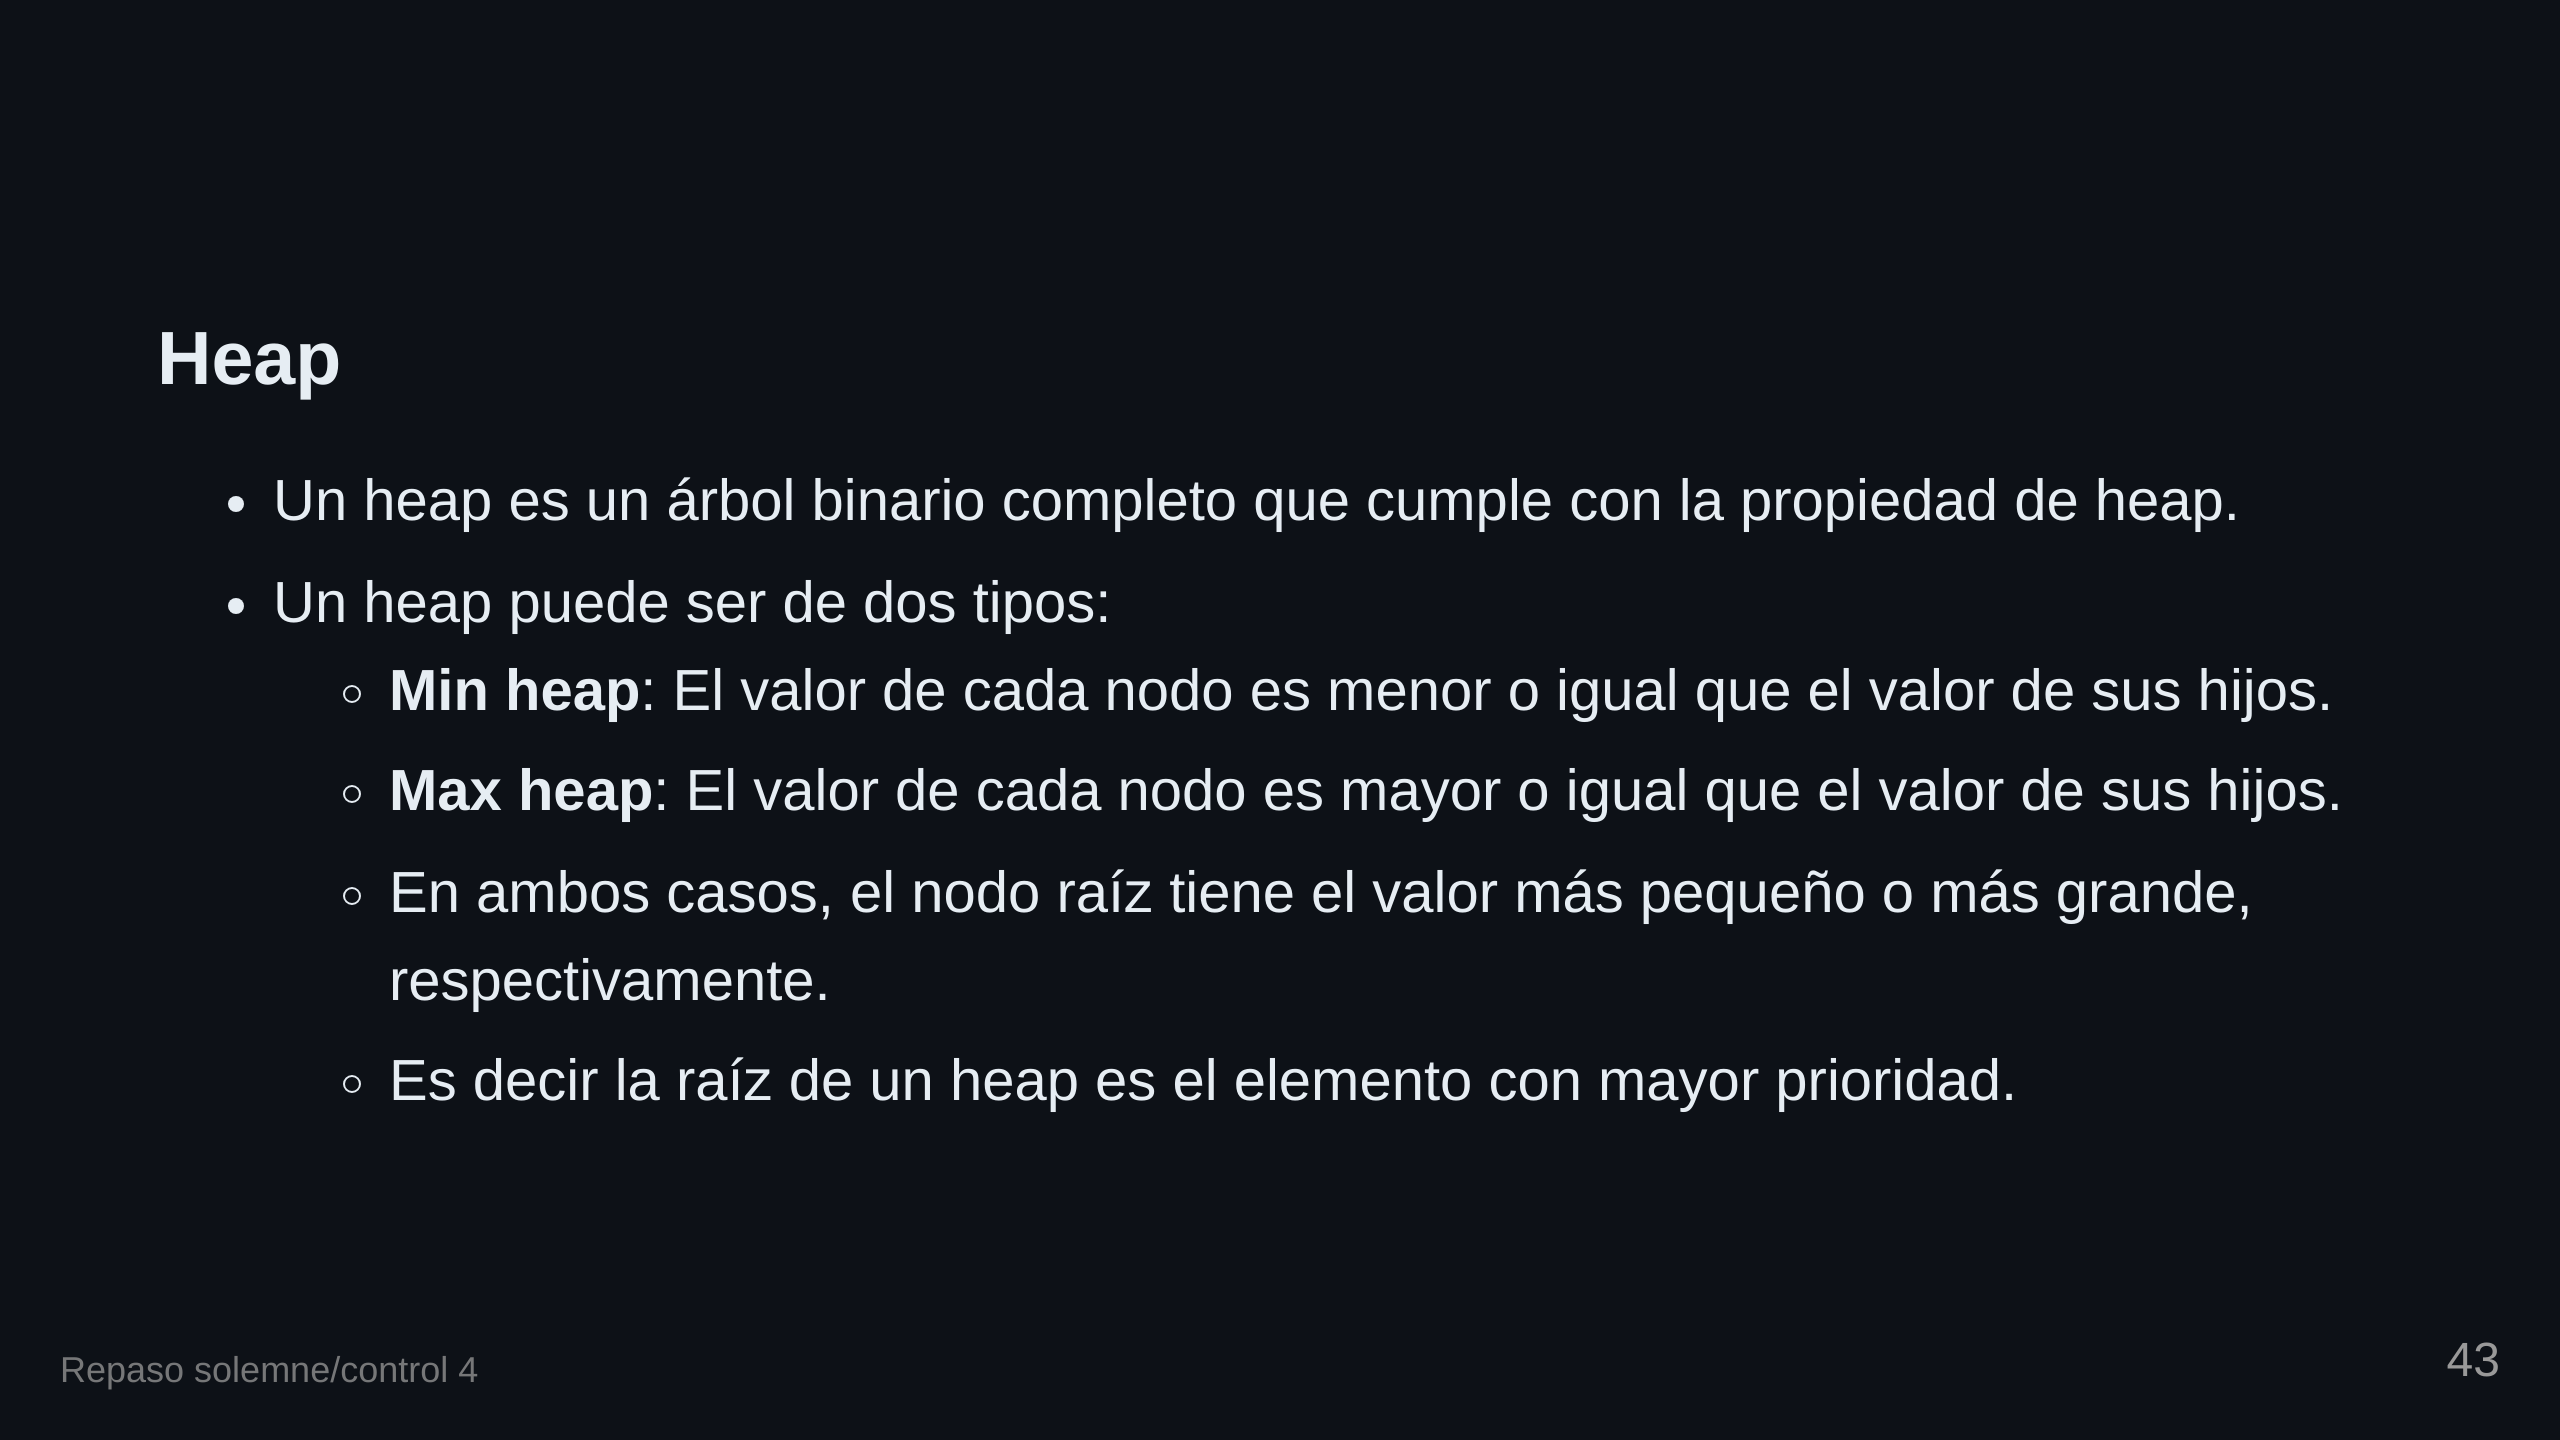 Heap
• Un heap es un árbol binario completo que cumple con la propiedad de heap.
• Un heap puede ser de dos tipos:
◦ Min heap: El valor de cada nodo es menor o igual que el valor de sus hijos.
◦ Max heap: El valor de cada nodo es mayor o igual que el valor de sus hijos.
◦ En ambos casos, el nodo raíz tiene el valor más pequeño o más grande,
respectivamente.
◦ Es decir la raíz de un heap es el elemento con mayor prioridad.
Repaso solemne/control 4
43